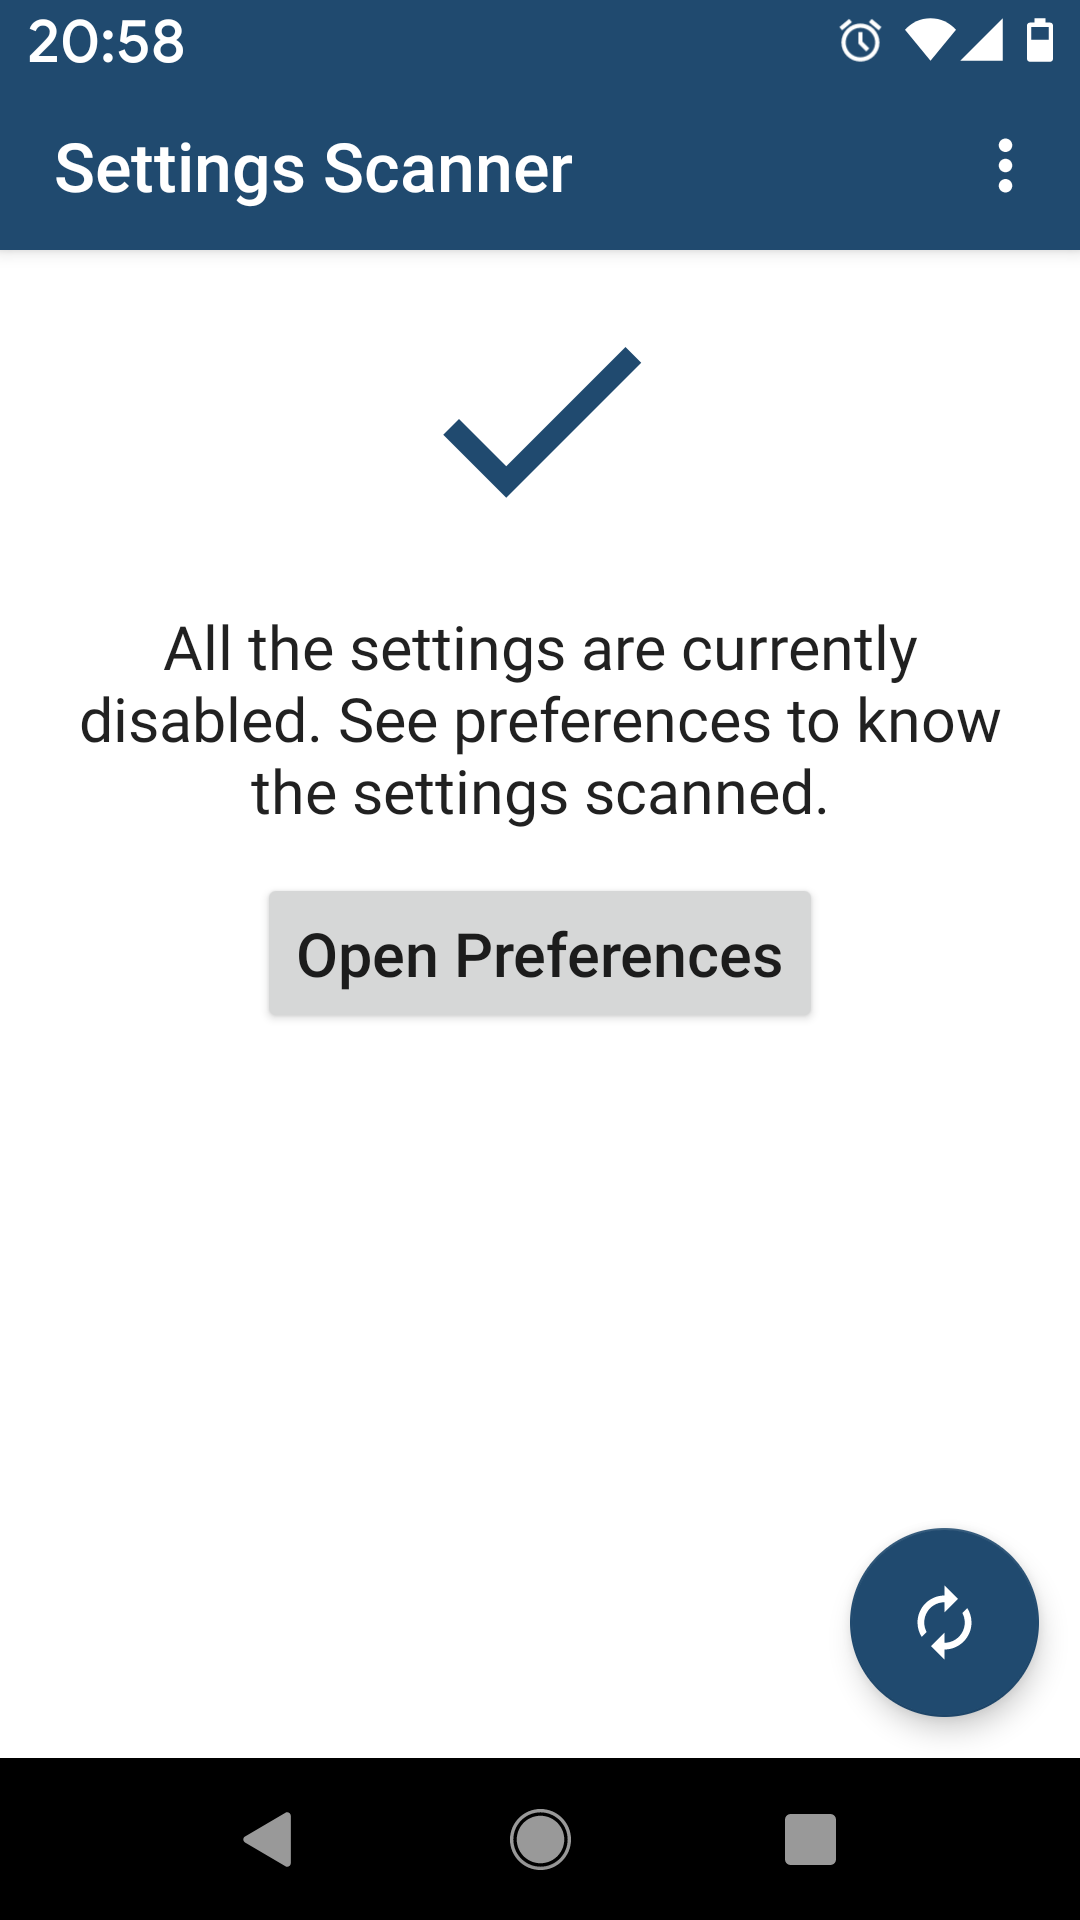 20:58
Settings Scanner
All the settings are currently
disabled. See preferences to know
the settings scanned.
Open Preferences